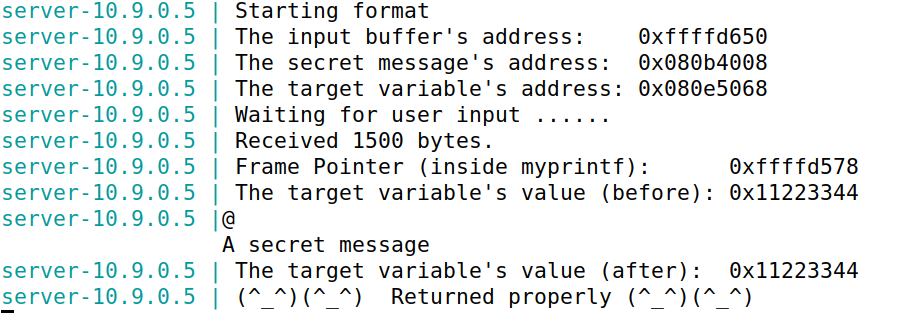 server-10.9.0.5 | Starting format
server-10.9.0.5 | The input buffer's address:    0xffffd650
server-10.9.0.5 | The secret message's address:  0x080b4008
server-10.9.0.5 | The target variable's address: 0x080e5068
server-10.9.0.5 | Waiting for user input ......
server-10.9.0.5 | Received 1500 bytes.
server-10.9.0.5 | Frame Pointer (inside myprintf):      0xffffd578
server-10.9.0.5 | The target variable's value (before): 0x11223344
server-10.9.0.5 |@
                 A secret message
server-10.9.0.5 | The target variable's value (after):  0x11223344
server-10.9.0.5 | (^_^)(^_^)  Returned properly (^_^)(^_^)